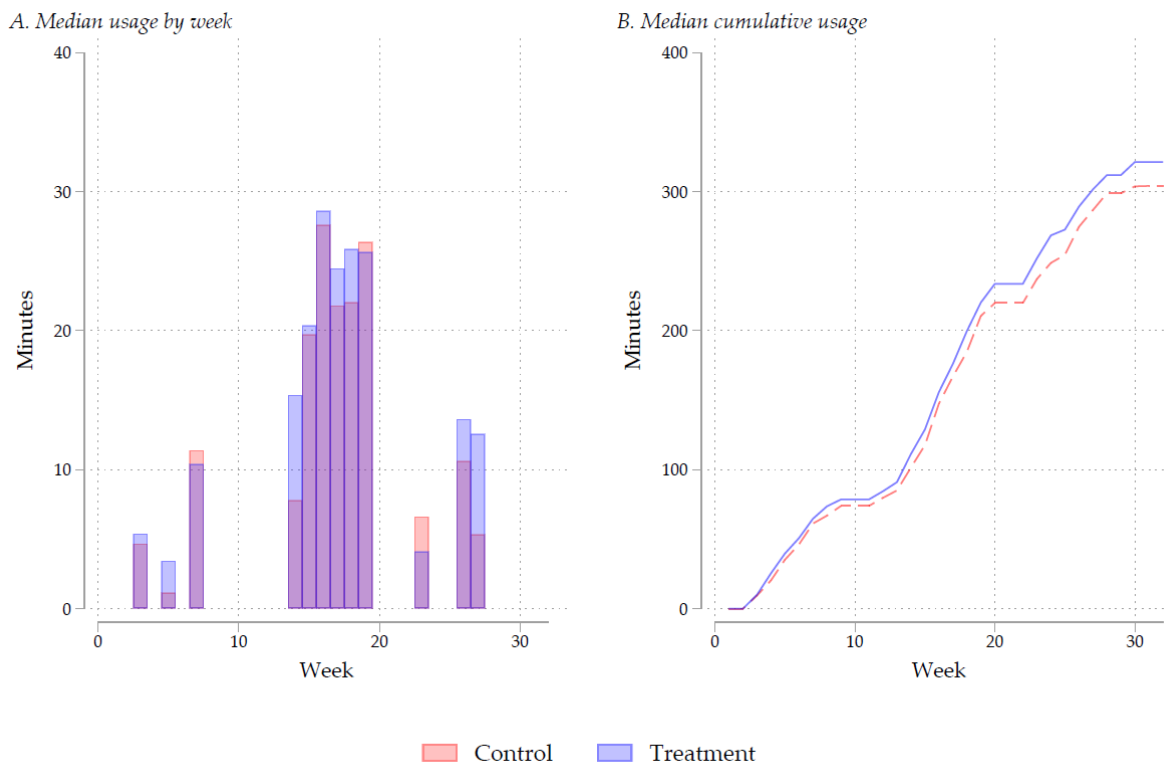 A. Median usage by week
40
30
20
10
0
Minutes
0 10 20 30
Week
B. Median cumulative usage
400
300
200
100
0
Minutes
0 10 20 30
Week
Control Treatment